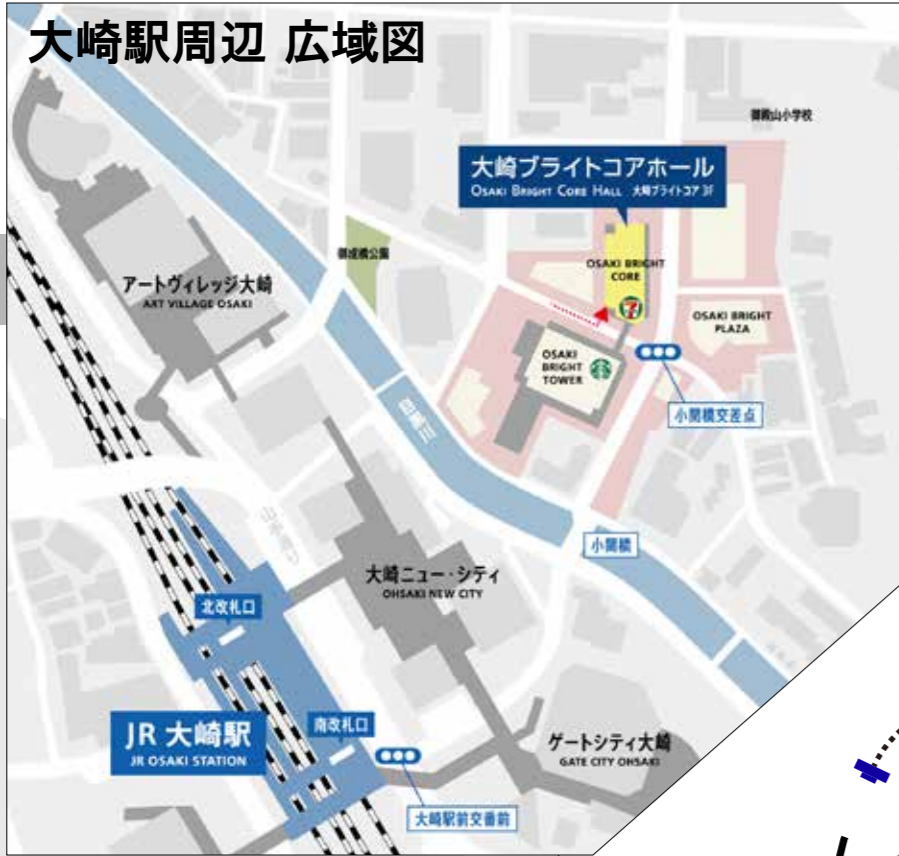 大崎駅周辺 広域図
御殿山小学校
大崎ブライトコアホール
OSAKI BRIGHT CORE HALL 大崎ブライトコア 3F
御成橋公園
アートヴィレッジ大崎
ART VILLAGE OSAKI
OSAKI BRIGHT
CORE
7
OSAKI BRIGHT
PLAZA
OSAKI
BRIGHT
TOWER
小関橋交差点
目黒川
小関橋
大崎ニュー・シティ
OHSAKI NEW CITY
北改札口
JR 大崎駅
JR OSAKI STATION
南改札口
ゲートシティ大崎
GATE CITY OHSAKI
大崎駅前交番前